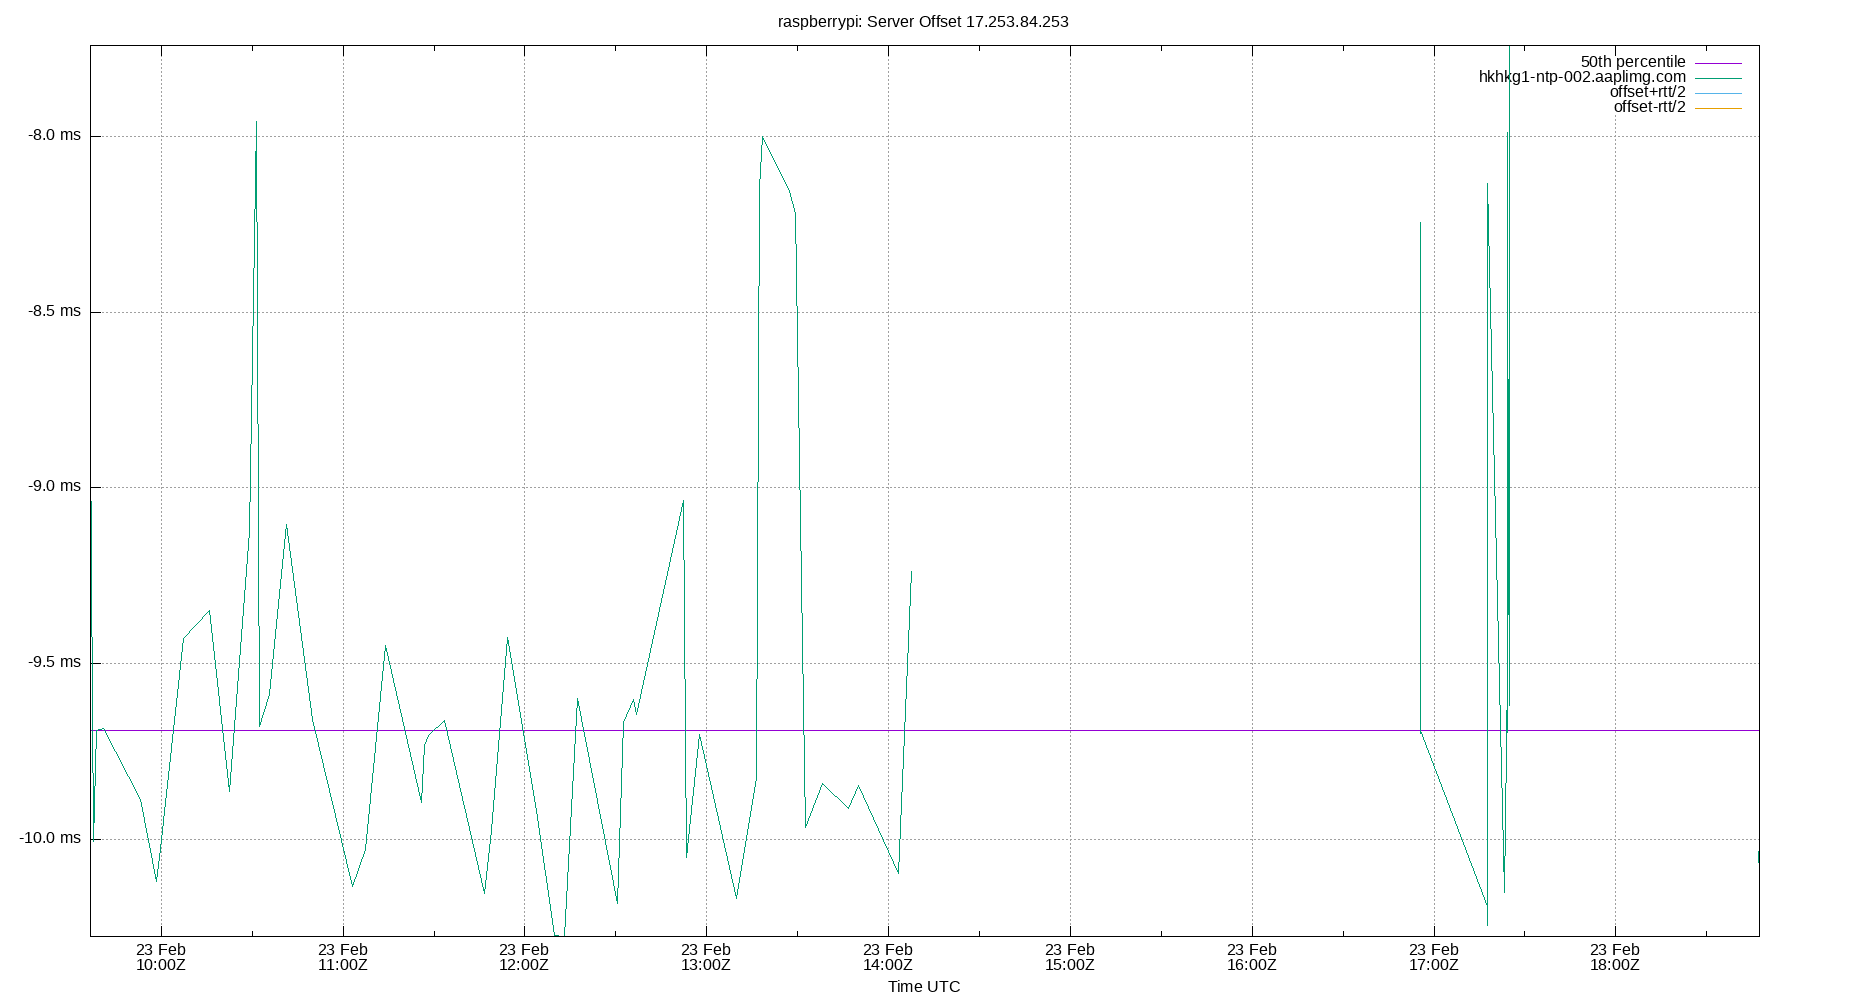 raspberrypi: Server Offset 17.253.84.253
50th percentile
hkhkg1-ntp-002.aaplimg.com
offset+rtt/2
offset-rtt/2
-8.0 ms
-8.5 ms
-9.0 ms
-9.5 ms
-10.0 ms
23 Feb 23 Feb 23 Feb 23 Feb 23 Feb 23 Feb 23 Feb 23 Feb 23 Feb
10:00Z 11:00Z 12:00Z 13:00Z 14:00Z 15:00Z 16:00Z 17:00Z 18:00Z
Time UTC